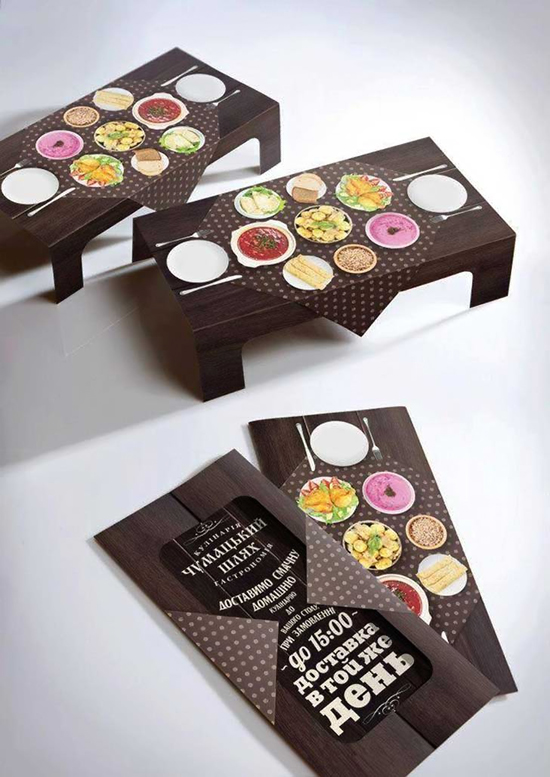 КУЛІНАРІЯ
ЧУМАЦЬКИЙ
ШЛЯХ
ГАСТРОНОМІЯ
ДОСТАВИМО СМАЧНУ
ДОМАШНЮ
КУЛІНАРІЮ
ДО
ВАШОГО СТОЛУ
ПРИ ЗАМОВЛЕННІ
- до 15:00 -
доставка
в той же
день